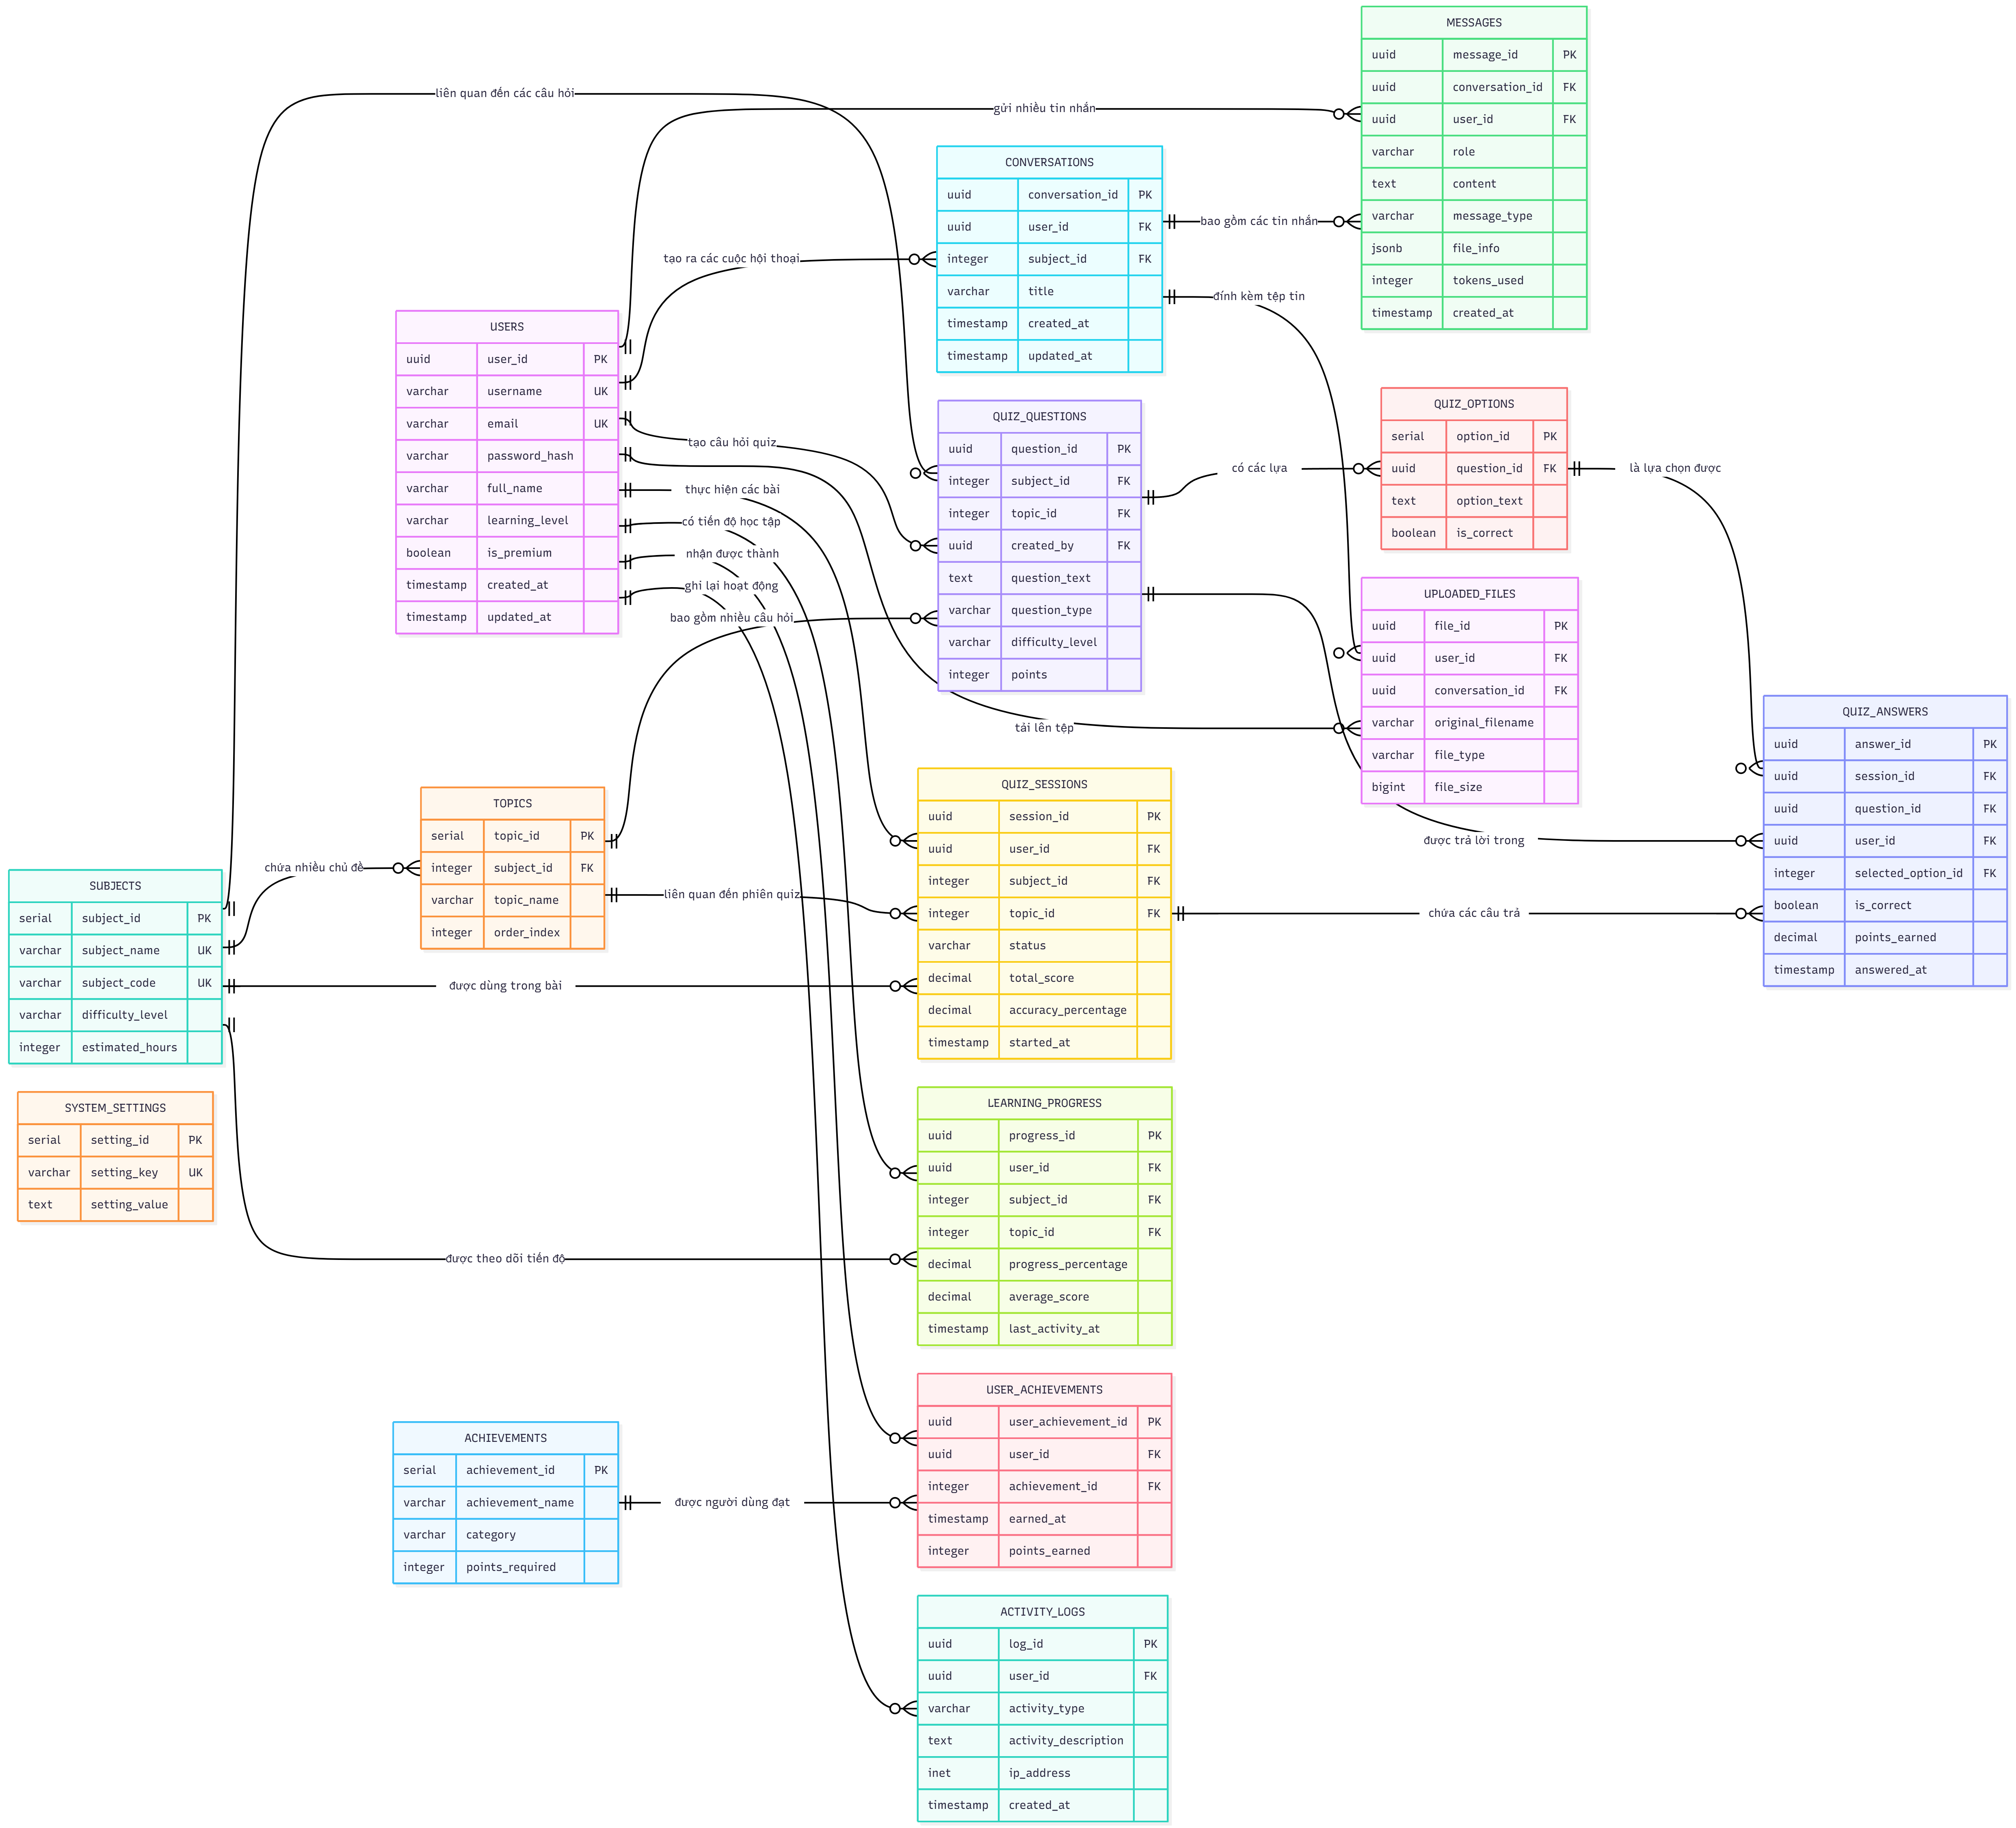 MESSAGES
uuid message_id PK
uuid conversation_id FK
uuid user_id FK
varchar role
text content
varchar message_type
jsonb file_info
integer tokens_used
timestamp created_at
liên quan đến các câu hỏi
gửi nhiều tin nhắn
CONVERSATIONS
uuid conversation_id PK
uuid user_id FK
integer subject_id FK
varchar title
timestamp created_at
timestamp updated_at
bao gồm các tin nhắn
tạo ra các cuộc hội thoại
đính kèm tệp tin
USERS
uuid user_id PK
varchar username UK
varchar email UK
varchar password_hash
varchar full_name
varchar learning_level
boolean is_premium
timestamp created_at
timestamp updated_at
tạo câu hỏi quiz
thực hiện các bài
có tiến độ học tập
nhận được thành
ghi lại hoạt động
bao gồm nhiều câu hỏi
QUIZ_QUESTIONS
uuid question_id PK
integer subject_id FK
integer topic_id FK
uuid created_by FK
text question_text
varchar question_type
varchar difficulty_level
integer points
có các lựa
QUIZ_OPTIONS
serial option_id PK
uuid question_id FK
text option_text
boolean is_correct
là lựa chọn được
UPLOADED_FILES
uuid file_id PK
uuid user_id FK
uuid conversation_id FK
varchar original_filename
varchar file_type
bigint file_size
tải lên tệp
được trả lời trong
QUIZ_ANSWERS
uuid answer_id PK
uuid session_id FK
uuid question_id FK
uuid user_id FK
integer selected_option_id FK
boolean is_correct
decimal points_earned
timestamp answered_at
TOPICS
serial topic_id PK
integer subject_id FK
varchar topic_name
integer order_index
chứa nhiều chủ đề
liên quan đến phiên quiz
QUIZ_SESSIONS
uuid session_id PK
uuid user_id FK
integer subject_id FK
integer topic_id FK
varchar status
decimal total_score
decimal accuracy_percentage
timestamp started_at
chứa các câu trả
SUBJECTS
serial subject_id PK
varchar subject_name UK
varchar subject_code UK
varchar difficulty_level
integer estimated_hours
được dùng trong bài
SYSTEM_SETTINGS
serial setting_id PK
varchar setting_key UK
text setting_value
được theo dõi tiến độ
LEARNING_PROGRESS
uuid progress_id PK
uuid user_id FK
integer subject_id FK
integer topic_id FK
decimal progress_percentage
decimal average_score
timestamp last_activity_at
ACHIEVEMENTS
serial achievement_id PK
varchar achievement_name
varchar category
integer points_required
được người dùng đạt
USER_ACHIEVEMENTS
uuid user_achievement_id PK
uuid user_id FK
integer achievement_id FK
timestamp earned_at
integer points_earned
ACTIVITY_LOGS
uuid log_id PK
uuid user_id FK
varchar activity_type
text activity_description
inet ip_address
timestamp created_at